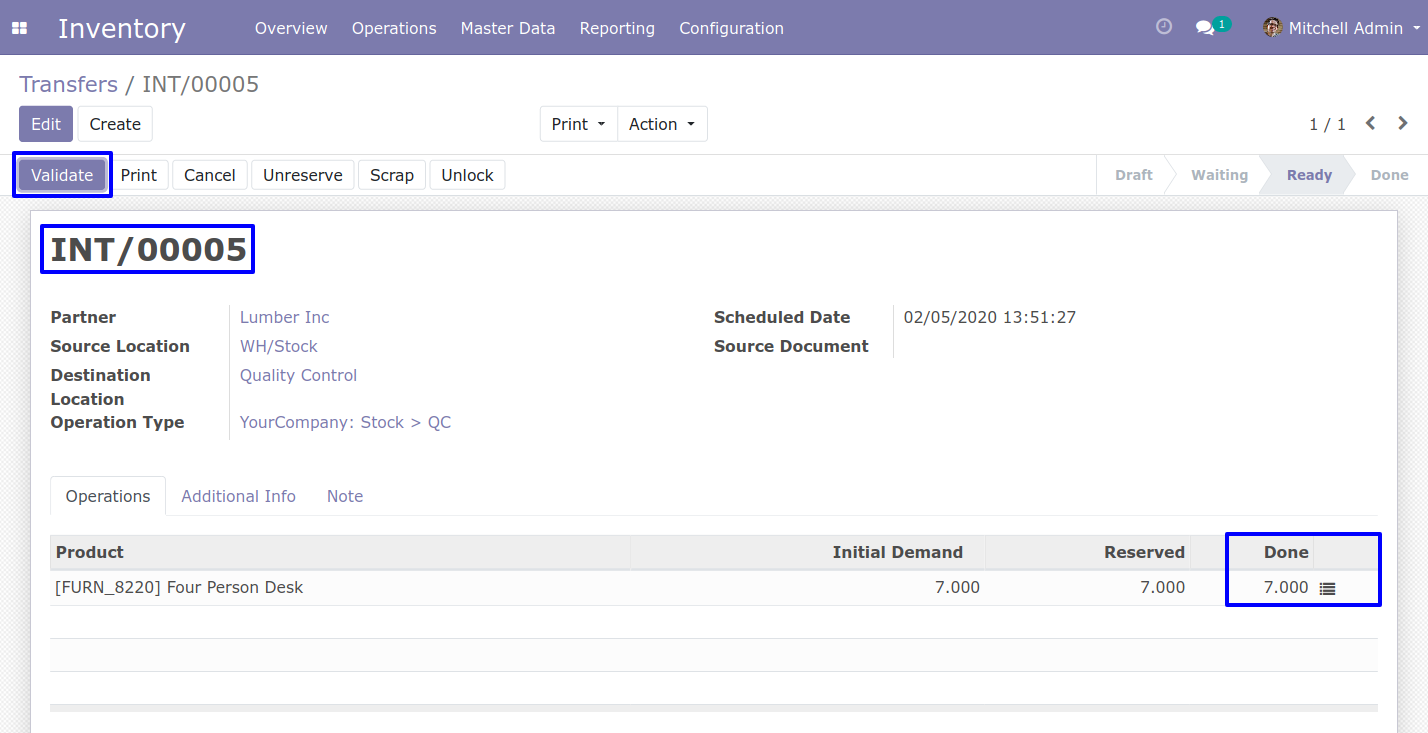 Inventory Overview Operations Master Data Reporting Configuration 1 Mitchell Admin
Transfers / INT/00005
Edit Create Print Action 1 / 1
Validate Print Cancel Unreserve Scrap Unlock Draft Waiting Ready Done
INT/00005
Partner Lumber Inc Scheduled Date 02/05/2020 13:51:27
Source Location WH/Stock Source Document
Destination Quality Control
Location
Operation Type YourCompany: Stock > QC
Operations Additional Info Note
Product Initial Demand Reserved Done
[FURN_8220] Four Person Desk 7.000 7.000 7.000